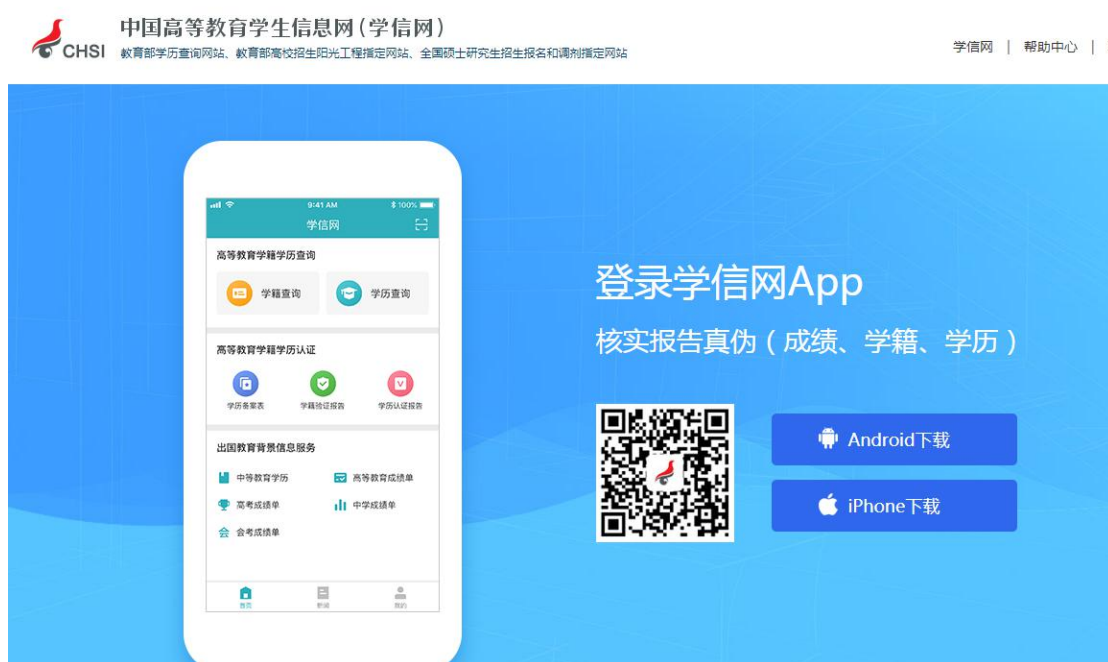 中国高等教育学生信息网(学信网)
CHSI
教育部学历查询网站、教育部高校招生阳光工程指定网站、全国硕士研究生招生报名和调剂指定网站
学信网 | 帮助中心 |
9:41 AM
100%
学信网
高等教育学籍学历查询
学籍查询
学历查询
高等教育学籍学历认证
学历备案表
学籍验证报告
学历认证报告
出国教育背景信息服务
中等教育学历
高等教育成绩单
高考成绩单
中学成绩单
会考成绩单
首页
新闻
我的
登录学信网App
核实报告真伪(成绩、学籍、学历)
Android下载
iPhone下载